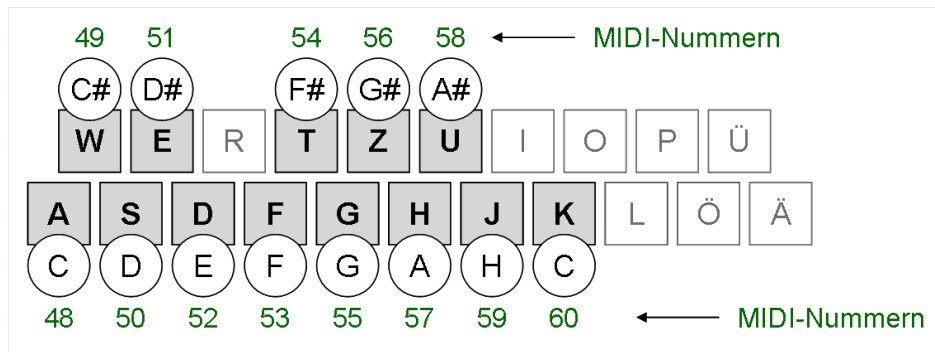 49 51 54 56 58 MIDI-Nummern
C# D# F# G# A#
W E R T Z U I O P Ü
A S D F G H J K L Ö Ä
C D E F G A H C
48 50 52 53 55 57 59 60 MIDI-Nummern